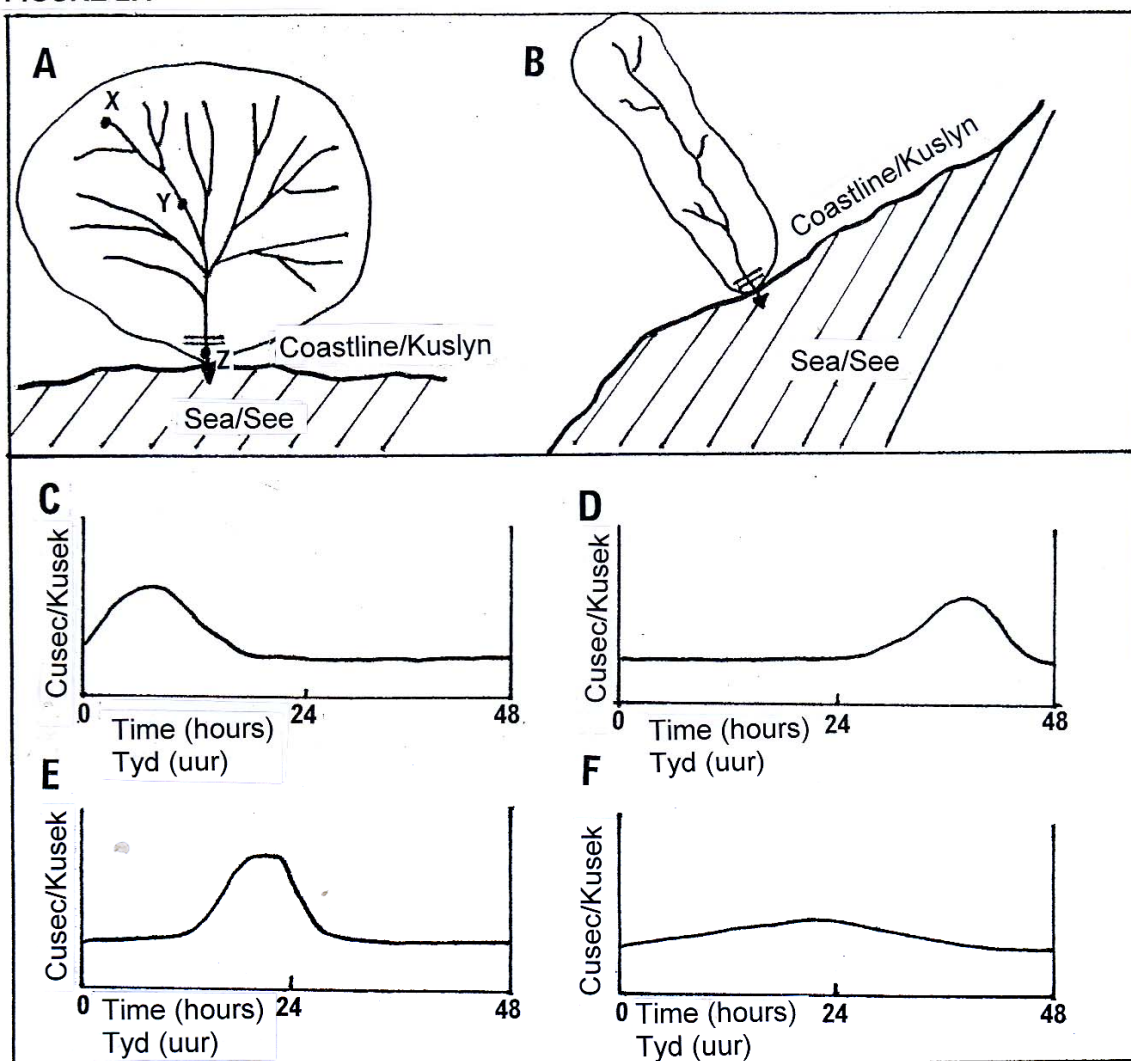 A
B
X
Y
Z
Coastline/Kuslyn
Sea/See
Coastline/Kuslyn
Sea/See
C
Cusec/Kusek
0
24
48
Time (hours)
Tyd (uur)
D
Cusec/Kusek
0
24
48
Time (hours)
Tyd (uur)
E
Cusec/Kusek
0
24
48
Time (hours)
Tyd (uur)
F
Cusec/Kusek
0
24
48
Time (hours)
Tyd (uur)